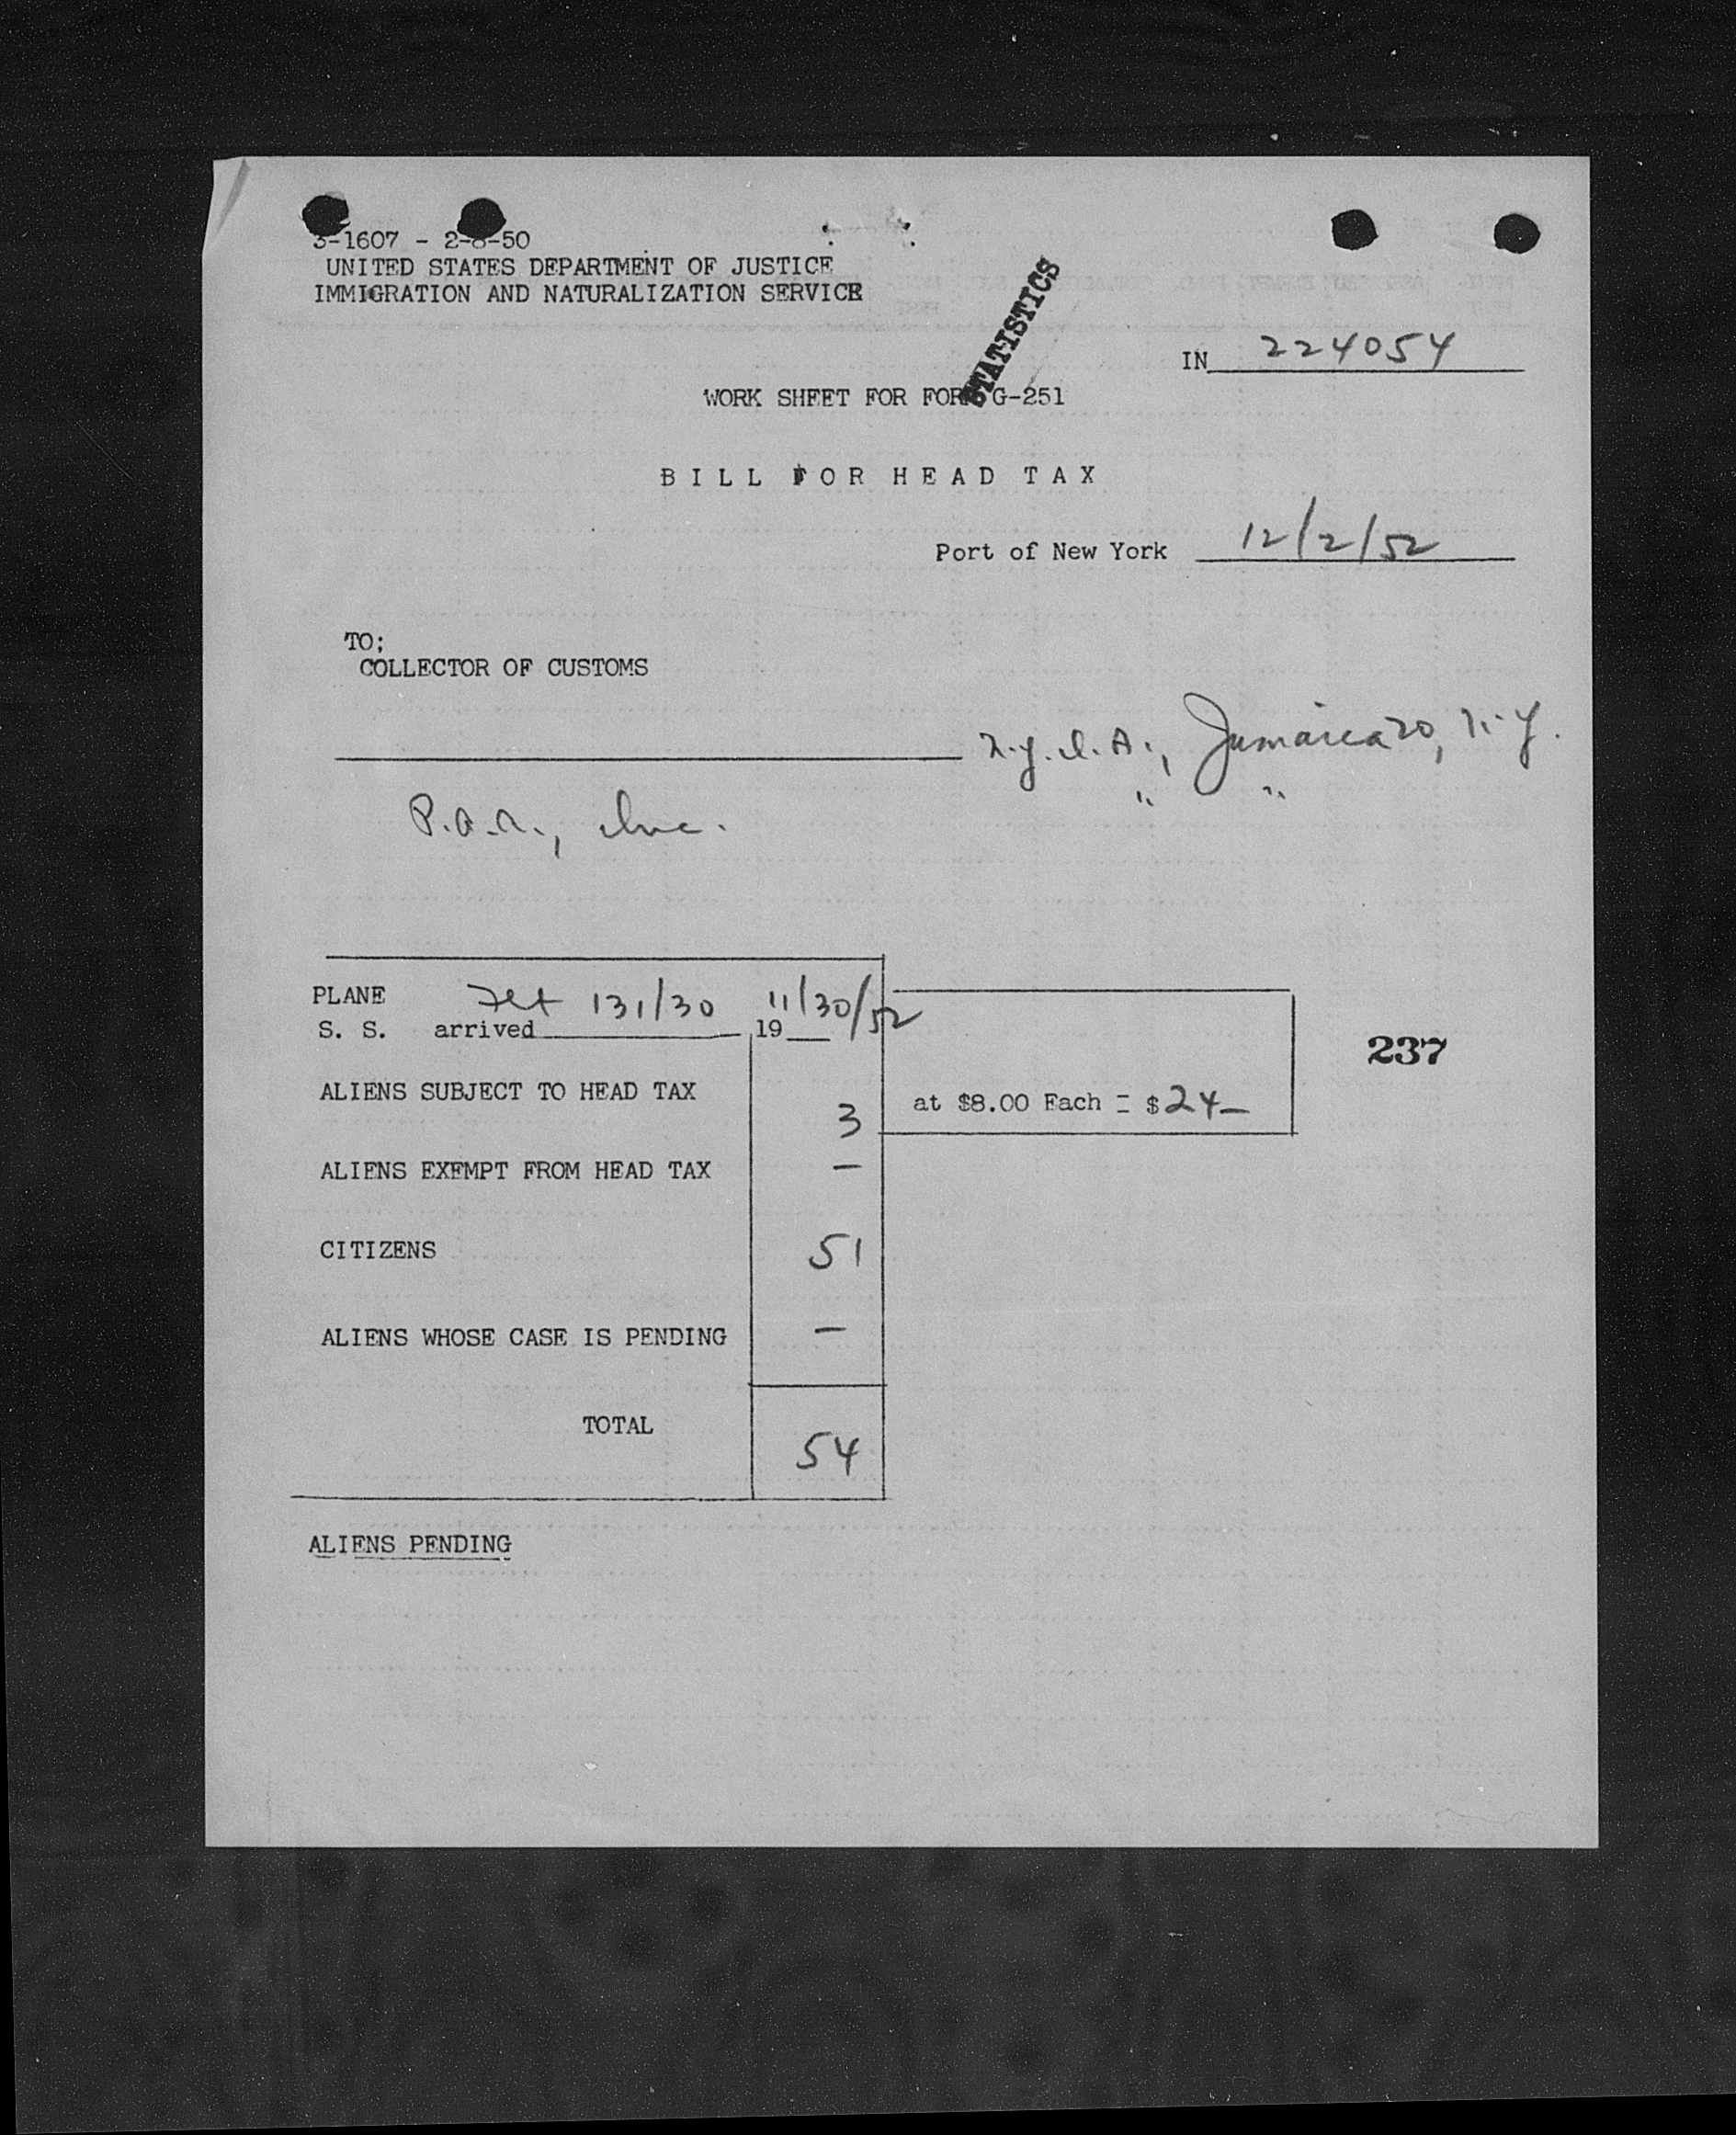 3-1607 - 2-8-50
UNITED STATES DEPARTMENT OF JUSTICE
IMMIGRATION AND NATURALIZATION SERVICE
STATISTICS
IN 224054
WORK SHEET FOR FORM G-251
BILL FOR HEAD TAX
Port of New York 12/2/52
TO;
COLLECTOR OF CUSTOMS
N.Y.I.A., Jamaica 30, N.Y.
" "
P.A.A., Inc.
PLANE 131/30 11/30/52
S. S. arrived 19
237
ALIENS SUBJECT TO HEAD TAX 3 at $8.00 Each = $24—
ALIENS EXEMPT FROM HEAD TAX —
CITIZENS 51
ALIENS WHOSE CASE IS PENDING —
TOTAL 54
ALIENS PENDING